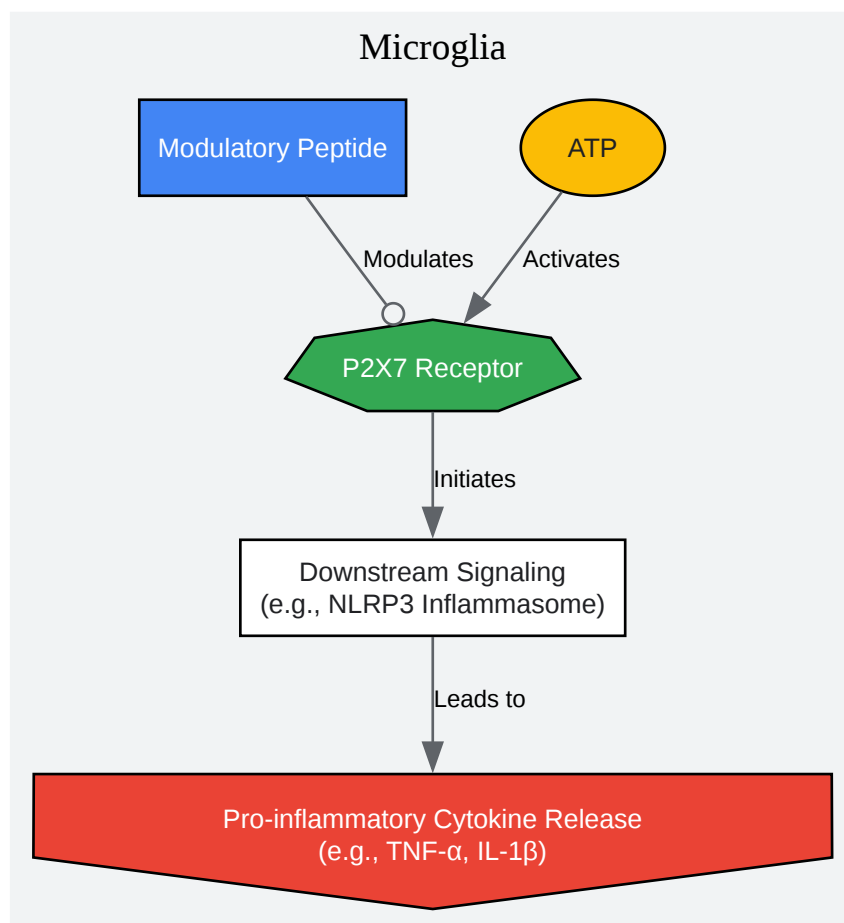 Microglia
Modulatory Peptide
ATP
Modulates
Activates
P2X7 Receptor
Initiates
Downstream Signaling
(e.g., NLRP3 Inflammasome)
Leads to
Pro-inflammatory Cytokine Release
(e.g., TNF-α, IL-1β)